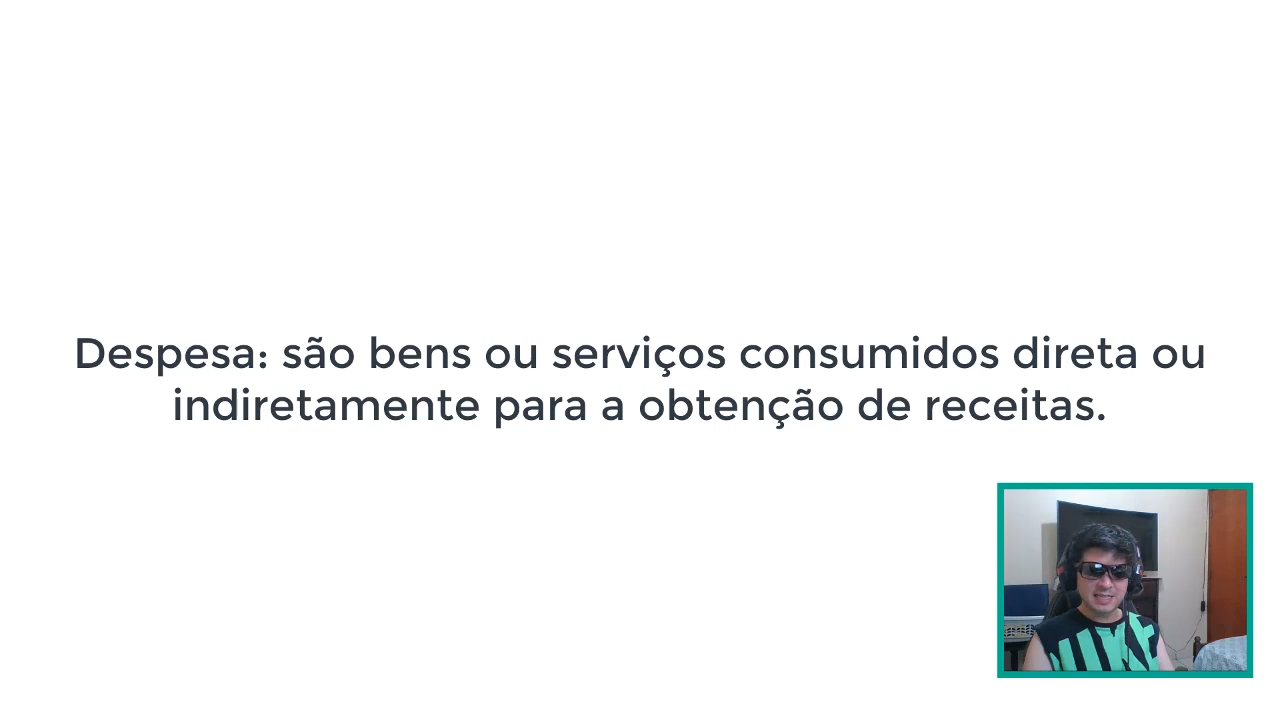 Despesa: são bens ou serviços consumidos direta ou
indiretamente para a obtenção de receitas.